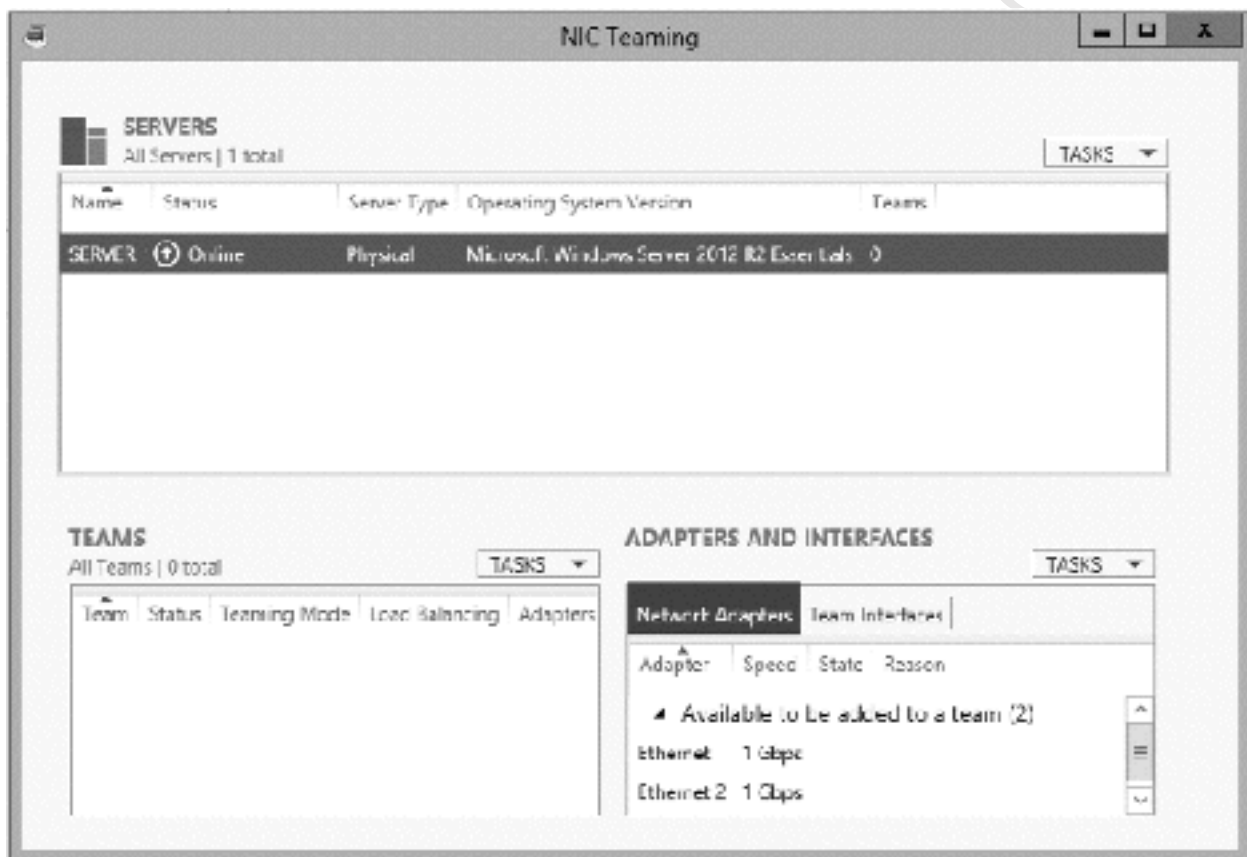 NIC Teaming
SERVERS
All Servers | 1 total
TASKS
Name Status Server Type Operating System Version Teams
SERVER Online Physical Microsoft Windows Server 2012 R2 Essentials 0
TEAMS
All Teams | 0 total
TASKS
Team Status Teaming Mode Load Balancing Adapters
ADAPTERS AND INTERFACES
TASKS
Network Adapters Team Interfaces
Adapter Speed State Reason
Available to be added to a team (2)
Ethernet 1 Gbps
Ethernet 2 1 Gbps